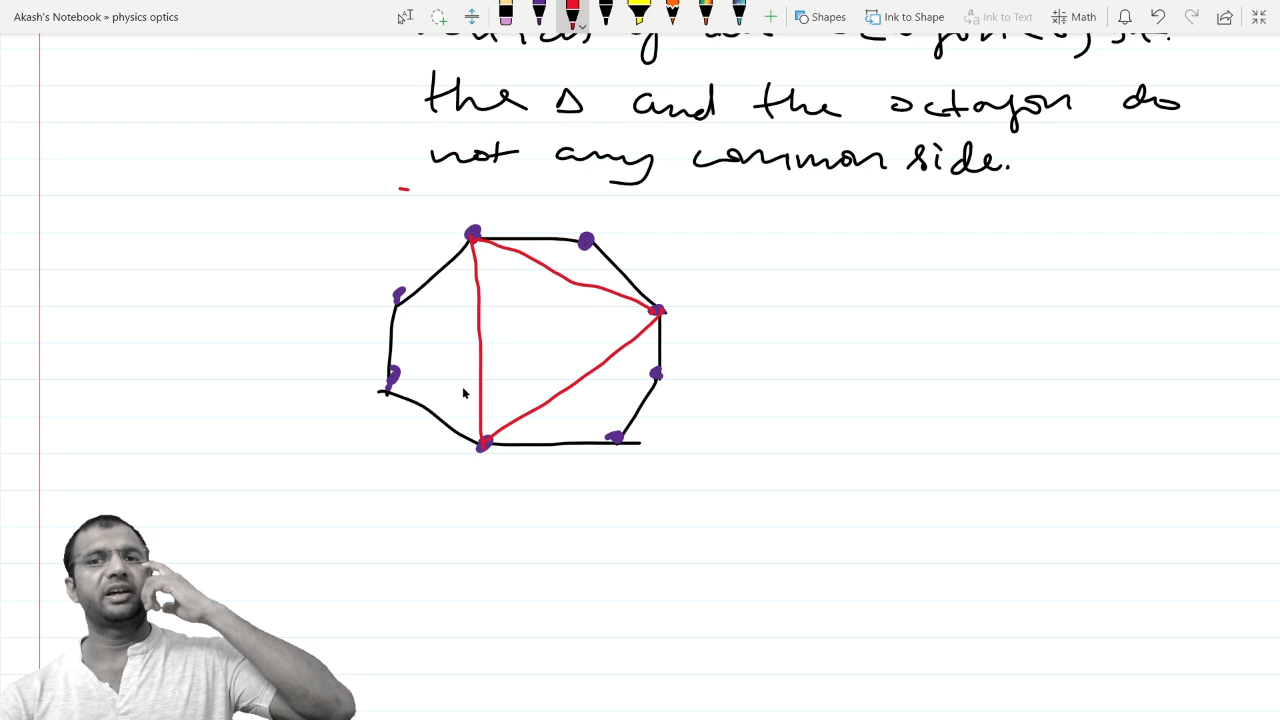 Akash's Notebook » physics optics
Shapes
Ink to Shape
Ink to Text
Math
the Δ and the octagon do
not any common side.